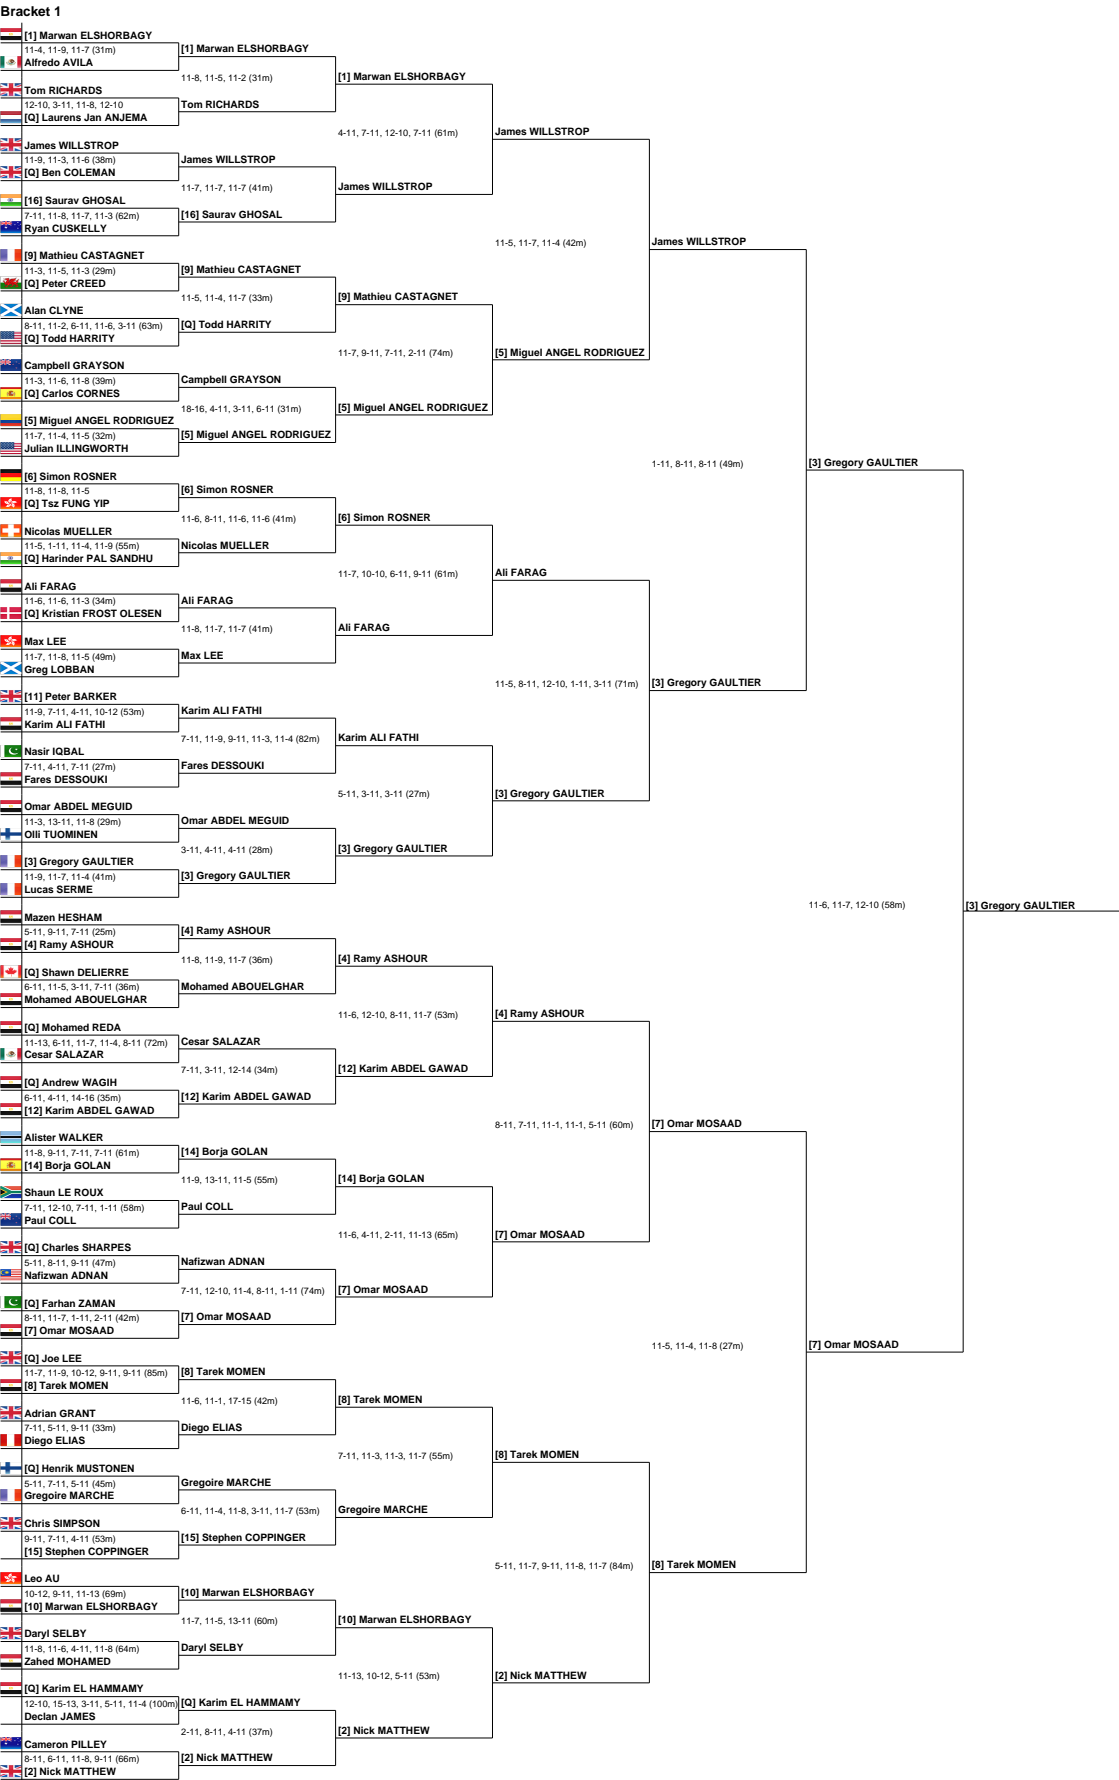 Bracket 1
[1] Marwan ELSHORBAGY
11-4, 11-9, 11-7 (31m)
Alfredo AVILA
Tom RICHARDS
12-10, 3-11, 11-8, 12-10
[Q] Laurens Jan ANJEMA
James WILLSTROP
11-9, 11-3, 11-6 (38m)
[Q] Ben COLEMAN
[16] Saurav GHOSAL
7-11, 11-8, 11-7, 11-3 (62m)
Ryan CUSKELLY
[9] Mathieu CASTAGNET
11-3, 11-5, 11-3 (29m)
[Q] Peter CREED
Alan CLYNE
8-11, 11-2, 6-11, 11-6, 3-11 (63m)
[Q] Todd HARRITY
Campbell GRAYSON
11-3, 11-6, 11-8 (39m)
[Q] Carlos CORNES
[5] Miguel ANGEL RODRIGUEZ
11-7, 11-4, 11-5 (32m)
Julian ILLINGWORTH
[6] Simon ROSNER
11-8, 11-8, 11-5
[Q] Tsz FUNG YIP
Nicolas MUELLER
11-5, 1-11, 11-4, 11-9 (55m)
[Q] Harinder PAL SANDHU
Ali FARAG
11-6, 11-6, 11-3 (34m)
[Q] Kristian FROST OLESEN
Max LEE
11-7, 11-8, 11-5 (49m)
Greg LOBBAN
[11] Peter BARKER
11-9, 7-11, 4-11, 10-12 (53m)
Karim ALI FATHI
Nasir IQBAL
7-11, 4-11, 7-11 (27m)
Fares DESSOUKI
Omar ABDEL MEGUID
11-3, 13-11, 11-8 (29m)
Olli TUOMINEN
[3] Gregory GAULTIER
11-9, 11-7, 11-4 (41m)
Lucas SERME
Mazen HESHAM
5-11, 9-11, 7-11 (25m)
[4] Ramy ASHOUR
[Q] Shawn DELIERRE
6-11, 11-5, 3-11, 7-11 (36m)
Mohamed ABOUELGHAR
[Q] Mohamed REDA
11-13, 6-11, 11-7, 11-4, 8-11 (72m)
Cesar SALAZAR
[Q] Andrew WAGIH
6-11, 4-11, 14-16 (35m)
[12] Karim ABDEL GAWAD
Alister WALKER
11-8, 9-11, 7-11, 7-11 (61m)
[14] Borja GOLAN
Shaun LE ROUX
7-11, 12-10, 7-11, 1-11 (58m)
Paul COLL
[Q] Charles SHARPES
5-11, 8-11, 9-11 (47m)
Nafizwan ADNAN
[Q] Farhan ZAMAN
8-11, 11-7, 1-11, 2-11 (42m)
[7] Omar MOSAAD
[Q] Joe LEE
11-7, 11-9, 10-12, 9-11, 9-11 (85m)
[8] Tarek MOMEN
Adrian GRANT
7-11, 5-11, 9-11 (33m)
Diego ELIAS
[Q] Henrik MUSTONEN
5-11, 7-11, 5-11 (45m)
Gregoire MARCHE
Chris SIMPSON
9-11, 7-11, 4-11 (53m)
[15] Stephen COPPINGER
Leo AU
10-12, 9-11, 11-13 (69m)
[10] Marwan ELSHORBAGY
Daryl SELBY
11-8, 11-6, 4-11, 11-8 (64m)
Zahed MOHAMED
[Q] Karim EL HAMMAMY
12-10, 15-13, 3-11, 5-11, 11-4 (100m)
Declan JAMES
Cameron PILLEY
8-11, 6-11, 11-8, 9-11 (66m)
[2] Nick MATTHEW
[1] Marwan ELSHORBAGY
11-8, 11-5, 11-2 (31m)
Tom RICHARDS
James WILLSTROP
11-7, 11-7, 11-7 (41m)
[16] Saurav GHOSAL
[9] Mathieu CASTAGNET
11-5, 11-4, 11-7 (33m)
[Q] Todd HARRITY
Campbell GRAYSON
18-16, 4-11, 3-11, 6-11 (31m)
[5] Miguel ANGEL RODRIGUEZ
[6] Simon ROSNER
11-6, 8-11, 11-6, 11-6 (41m)
Nicolas MUELLER
Ali FARAG
11-8, 11-7, 11-7 (41m)
Max LEE
Karim ALI FATHI
7-11, 11-9, 9-11, 11-3, 11-4 (82m)
Fares DESSOUKI
Omar ABDEL MEGUID
3-11, 4-11, 4-11 (28m)
[3] Gregory GAULTIER
[4] Ramy ASHOUR
11-8, 11-9, 11-7 (36m)
Mohamed ABOUELGHAR
Cesar SALAZAR
7-11, 3-11, 12-14 (34m)
[12] Karim ABDEL GAWAD
[14] Borja GOLAN
11-9, 13-11, 11-5 (55m)
Paul COLL
Nafizwan ADNAN
7-11, 12-10, 11-4, 8-11, 1-11 (74m)
[7] Omar MOSAAD
[8] Tarek MOMEN
11-6, 11-1, 17-15 (42m)
Diego ELIAS
Gregoire MARCHE
6-11, 11-4, 11-8, 3-11, 11-7 (53m)
[15] Stephen COPPINGER
[10] Marwan ELSHORBAGY
11-7, 11-5, 13-11 (60m)
Daryl SELBY
[Q] Karim EL HAMMAMY
2-11, 8-11, 4-11 (37m)
[2] Nick MATTHEW
[1] Marwan ELSHORBAGY
4-11, 7-11, 12-10, 7-11 (61m)
James WILLSTROP
[9] Mathieu CASTAGNET
11-7, 9-11, 7-11, 2-11 (74m)
[5] Miguel ANGEL RODRIGUEZ
[6] Simon ROSNER
11-7, 10-10, 6-11, 9-11 (61m)
Ali FARAG
Karim ALI FATHI
5-11, 3-11, 3-11 (27m)
[3] Gregory GAULTIER
[4] Ramy ASHOUR
11-6, 12-10, 8-11, 11-7 (53m)
[12] Karim ABDEL GAWAD
[14] Borja GOLAN
11-6, 4-11, 2-11, 11-13 (65m)
[7] Omar MOSAAD
[8] Tarek MOMEN
7-11, 11-3, 11-3, 11-7 (55m)
Gregoire MARCHE
[10] Marwan ELSHORBAGY
11-13, 10-12, 5-11 (53m)
[2] Nick MATTHEW
James WILLSTROP
11-5, 11-7, 11-4 (42m)
[5] Miguel ANGEL RODRIGUEZ
Ali FARAG
11-5, 8-11, 12-10, 1-11, 3-11 (71m)
[3] Gregory GAULTIER
[4] Ramy ASHOUR
8-11, 7-11, 11-1, 11-1, 5-11 (60m)
[7] Omar MOSAAD
[8] Tarek MOMEN
5-11, 11-7, 9-11, 11-8, 11-7 (84m)
[2] Nick MATTHEW
James WILLSTROP
1-11, 8-11, 8-11 (49m)
[3] Gregory GAULTIER
[7] Omar MOSAAD
11-5, 11-4, 11-8 (27m)
[8] Tarek MOMEN
[3] Gregory GAULTIER
11-6, 11-7, 12-10 (58m)
[7] Omar MOSAAD
[3] Gregory GAULTIER